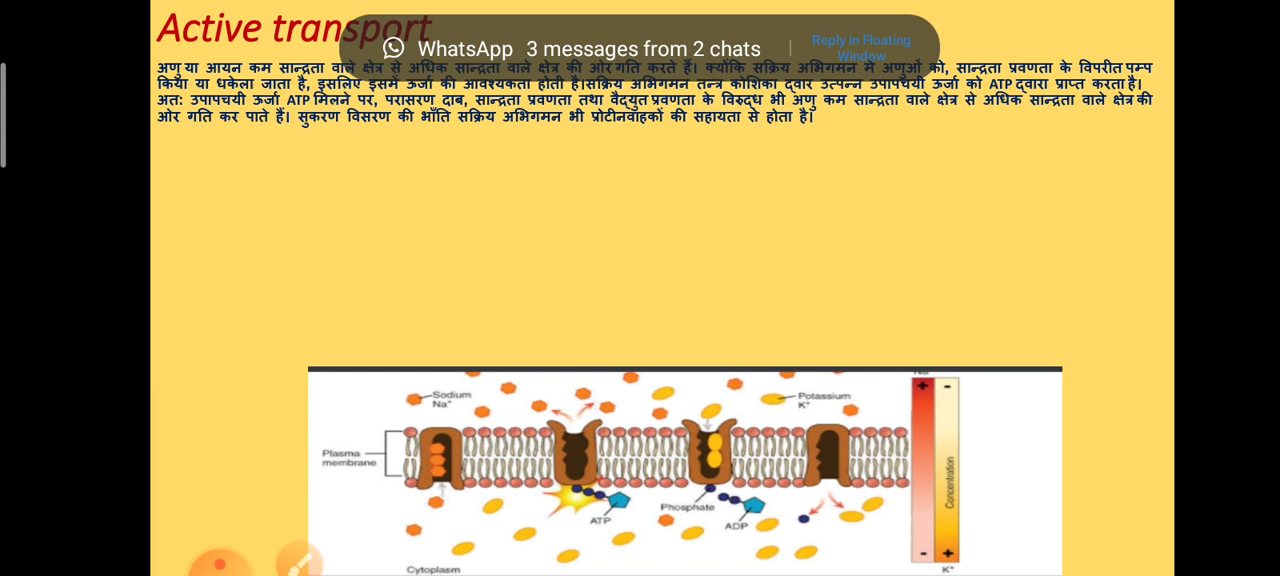 Active transport
WhatsApp 3 messages from 2 chats
Reply in Floating
Window
अणु या आयन कम सान्द्रता वाले क्षेत्र से अधिक सान्द्रता वाले क्षेत्र की ओर गति करते हैं। क्योंकि सक्रिय अभिगमन में अणुओं को, सान्द्रता प्रवणता के विपरीत पम्प
किया या धकेला जाता है, इसलिए इसमें ऊर्जा की आवश्यकता होती है।सक्रिय अभिगमन तन्त्र कोशिका द्वार उत्पन्न उपापचयी ऊर्जा को ATP द्वारा प्राप्त करता है।
अत: उपापचयी ऊर्जा ATP मिलने पर, परासरण दाब, सान्द्रता प्रवणता तथा वैद्युत प्रवणता के विरुद्ध भी अणु कम सान्द्रता वाले क्षेत्र से अधिक सान्द्रता वाले क्षेत्र की
ओर गति कर पाते हैं। सुकरण विसरण की भाँति सक्रिय अभिगमन भी प्रोटीनवाहकों की सहायता से होता है।
Sodium
Na+
Potassium
K+
+ -
Plasma
membrane
Concentration
Phosphate
ATP
ADP
- +
Cytoplasm
K+